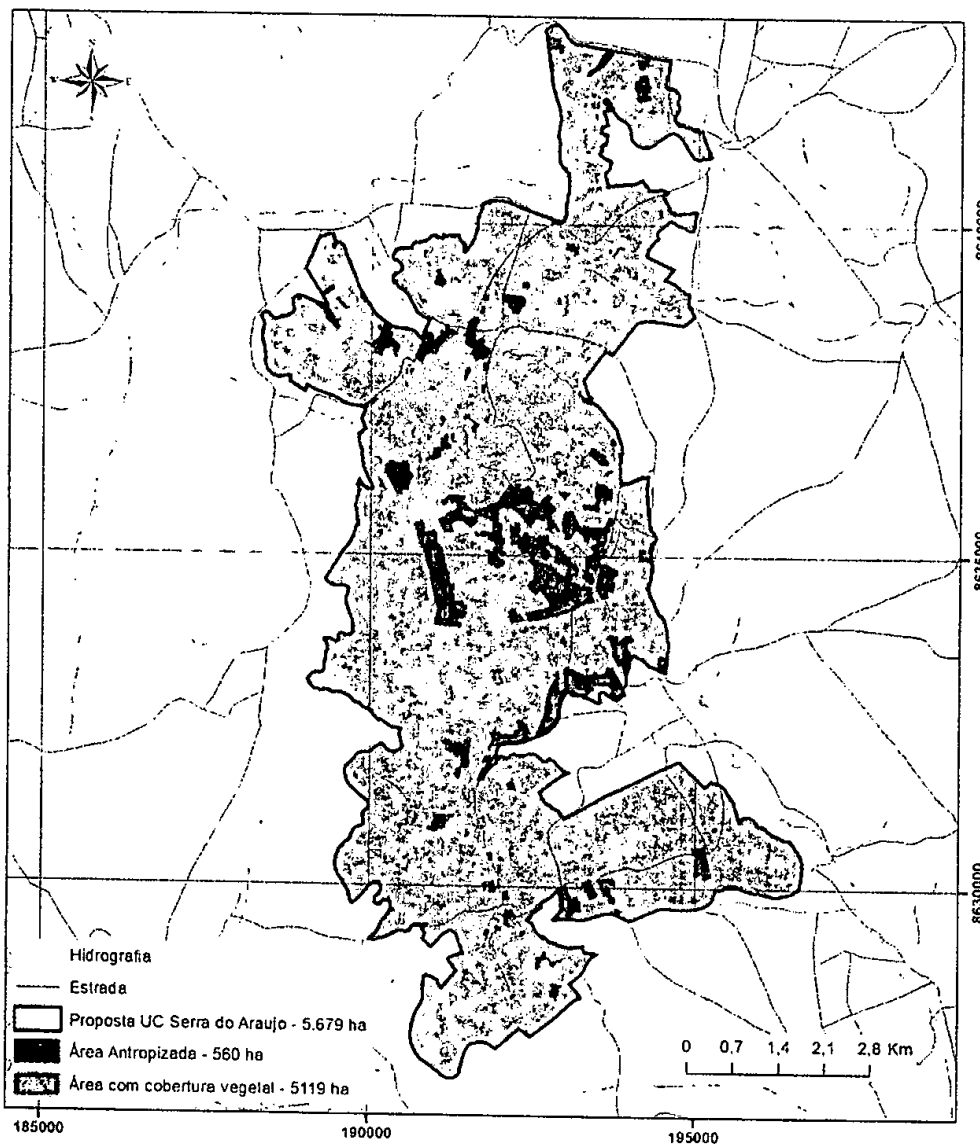 N
E
8635000
8630000
Hidrografia
Estrada
Proposta UC Serra do Araujo - 5.679 ha
Área Antropizada - 560 ha
Área com cobertura vegetal - 5119 ha
0 0,7 1,4 2,1 2,8 Km
185000 190000 195000